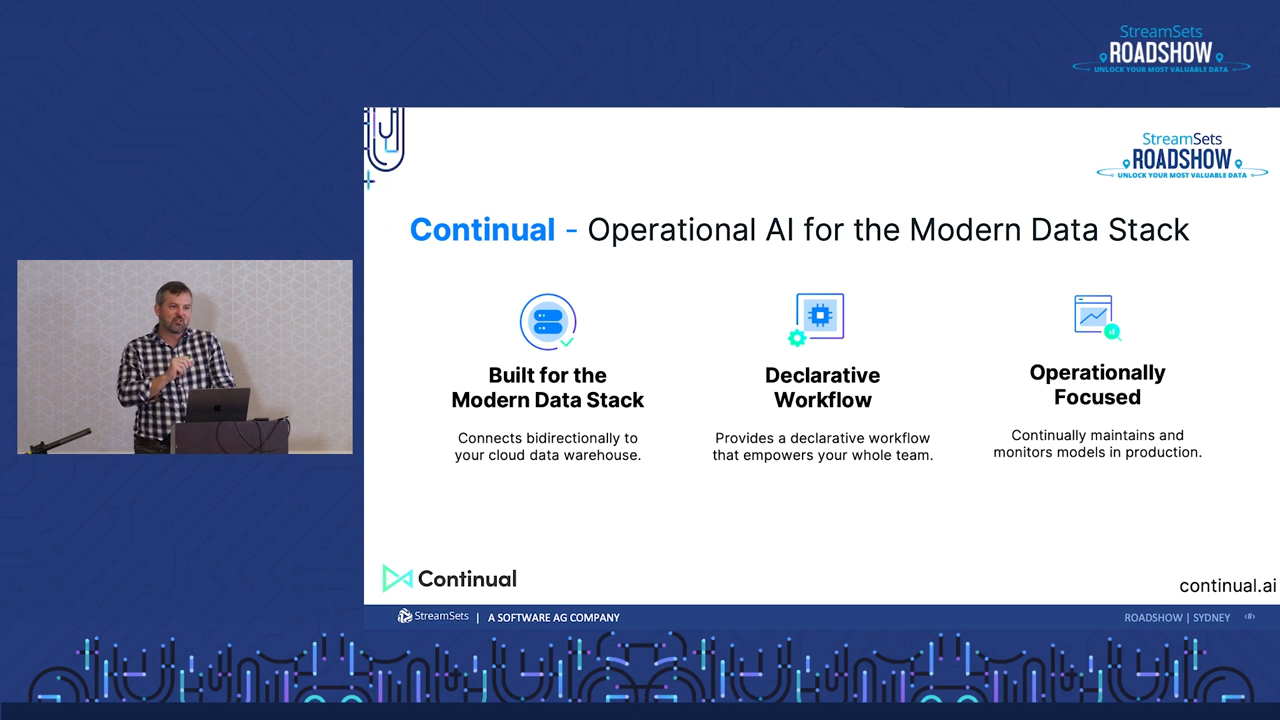 StreamSets
ROADSHOW
UNLOCK YOUR MOST VALUABLE DATA
StreamSets
ROADSHOW
UNLOCK YOUR MOST VALUABLE DATA
Continual - Operational AI for the Modern Data Stack
Built for the
Modern Data Stack
Connects bidirectionally to
your cloud data warehouse.
Declarative
Workflow
Provides a declarative workflow
that empowers your whole team.
Operationally
Focused
Continually maintains and
monitors models in production.
Continual
continual.ai
StreamSets | A SOFTWARE AG COMPANY
ROADSHOW | SYDNEY ‹#›